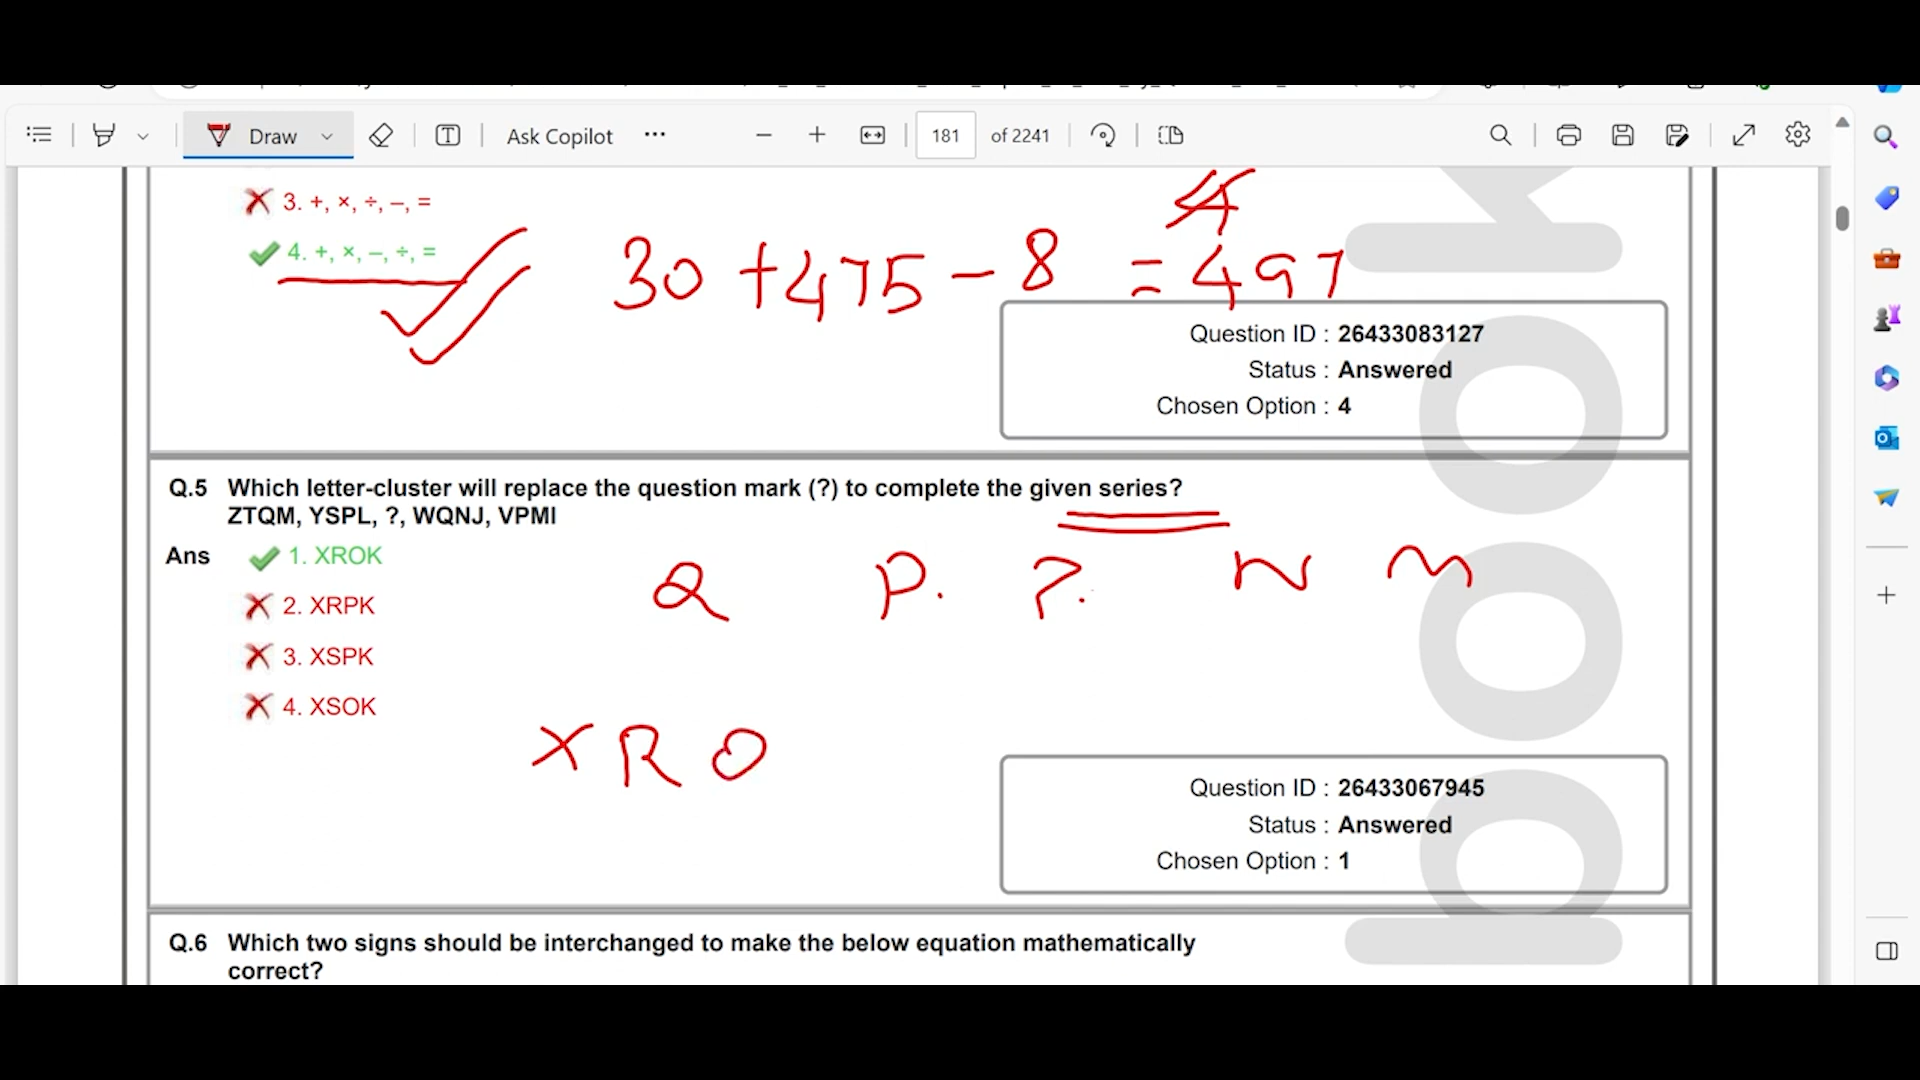 Draw
Ask Copilot
181 of 2241
3. +, ×, ÷, –, =
4. +, ×, –, ÷, =
4
30 + 475 – 8 = 497
Question ID : 26433083127
Status : Answered
Chosen Option : 4
Q.5 Which letter-cluster will replace the question mark (?) to complete the given series?
ZTQM, YSPL, ?, WQNJ, VPMI
Ans 1. XROK
2. XRPK
3. XSPK
4. XSOK
Q P. ?. N M
X R O
Question ID : 26433067945
Status : Answered
Chosen Option : 1
Q.6 Which two signs should be interchanged to make the below equation mathematically
correct?